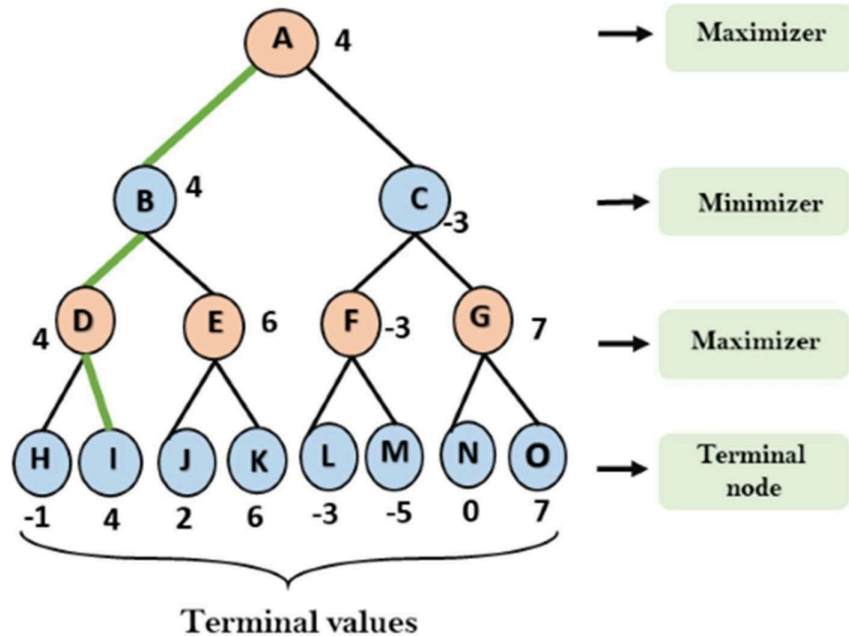 A 4
Maximizer
B 4
C -3
Minimizer
D 4
E 6
F -3
G 7
Maximizer
H I J K L M N O
Terminal
node
-1 4 2 6 -3 -5 0 7
Terminal values